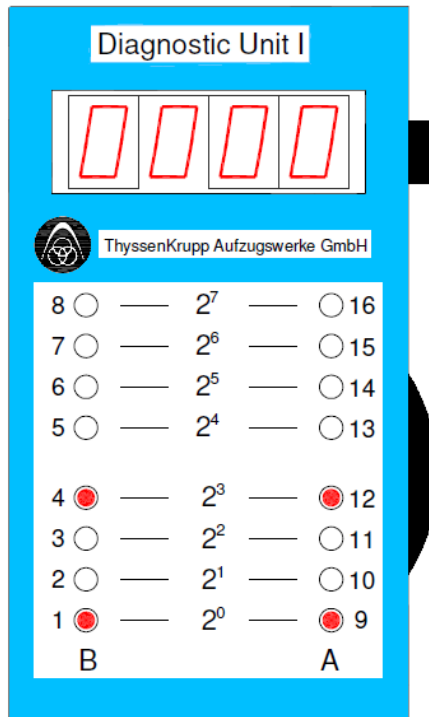 Diagnostic Unit I
0000
ThyssenKrupp Aufzugswerke GmbH
8 2⁷ 16
7 2⁶ 15
6 2⁵ 14
5 2⁴ 13
4 2³ 12
3 2² 11
2 2¹ 10
1 2⁰ 9
B A